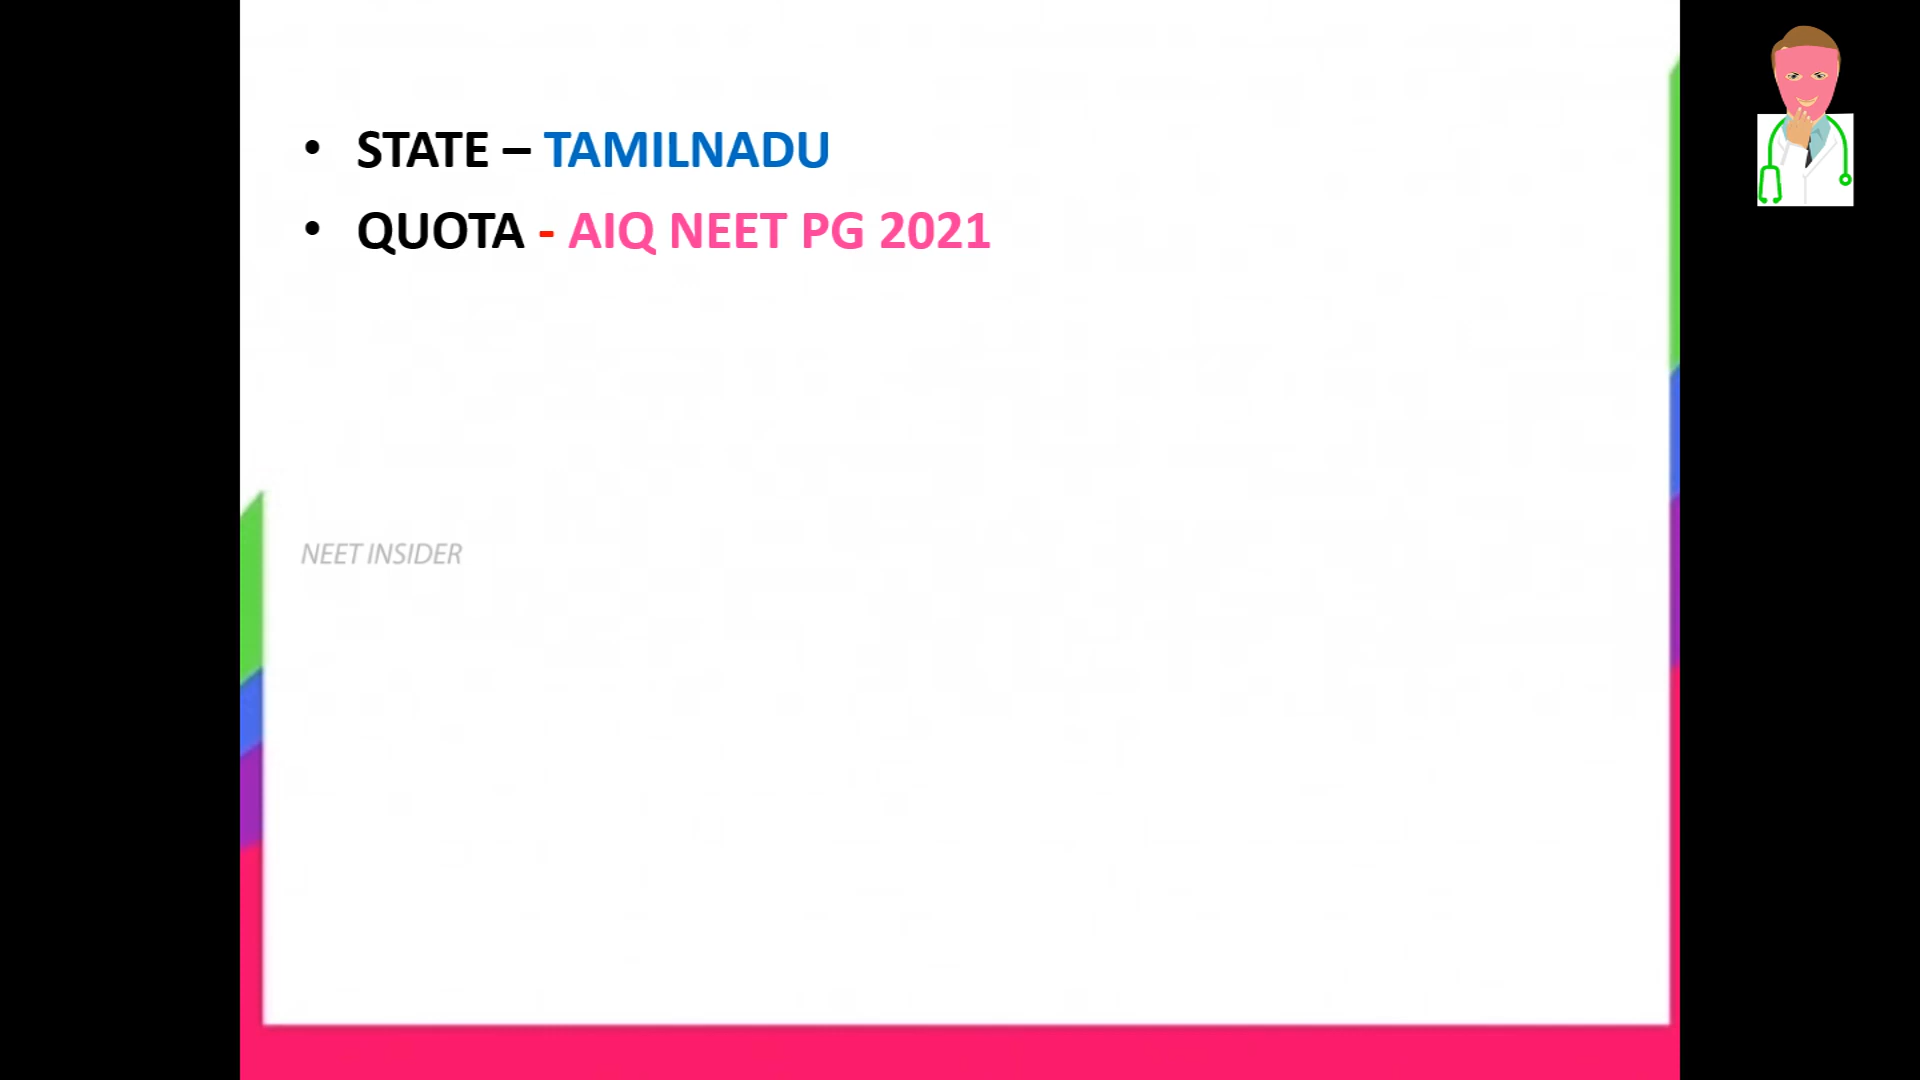 • STATE – TAMILNADU
• QUOTA - AIQ NEET PG 2021
NEET INSIDER